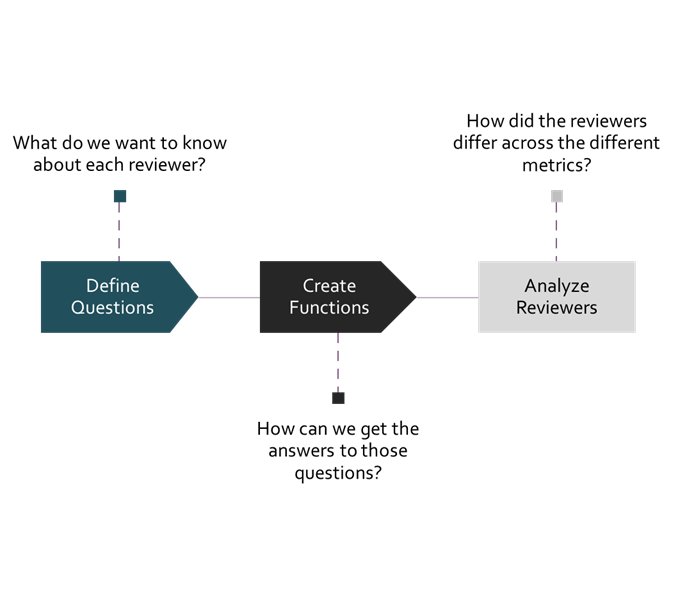 What do we want to know
about each reviewer?
How did the reviewers
differ across the different
metrics?
Define
Questions
Create
Functions
Analyze
Reviewers
How can we get the
answers to those
questions?